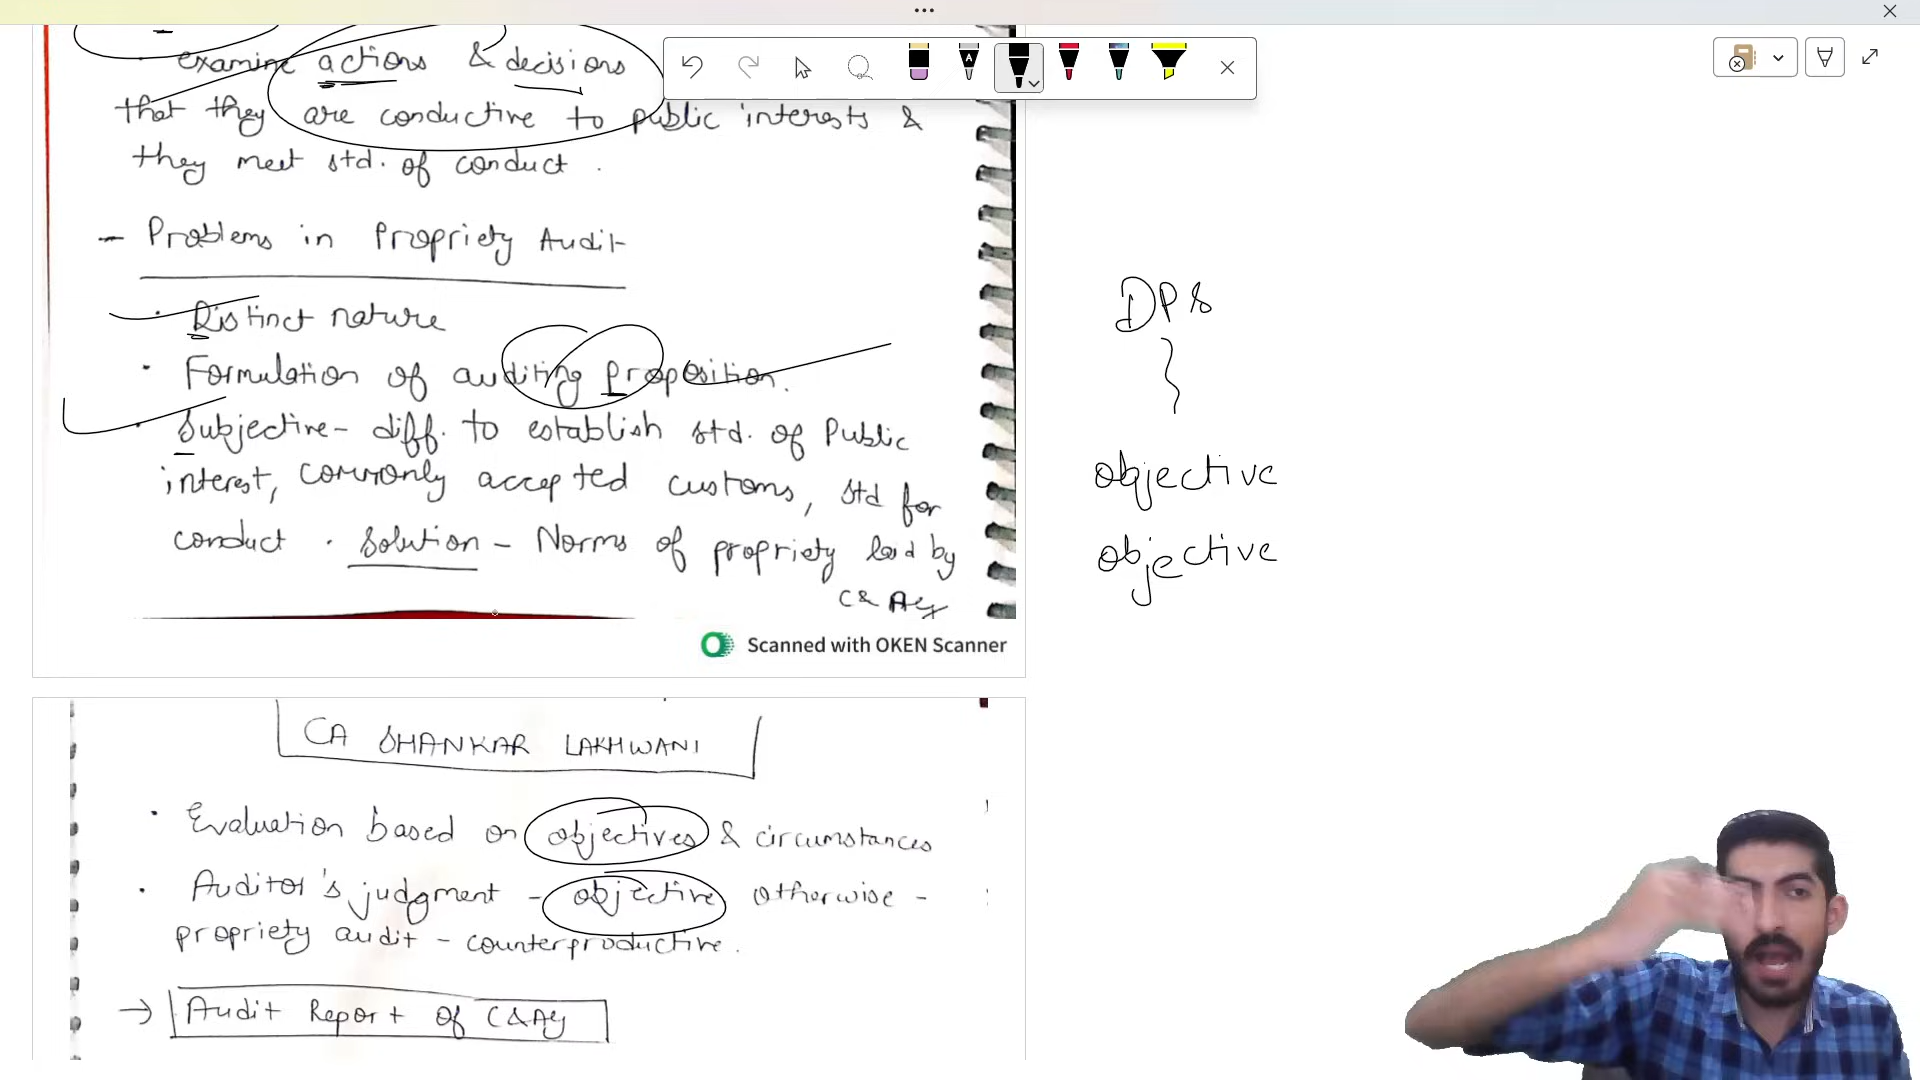 examine actions & decisions
that they are conductive to public interests &
they meet std. of conduct.
- Problems in Propriety Audit
• Distinct nature
• Formulation of auditing Proposition.
• Subjective - diff. to establish std. of Public
interest, commonly accepted customs, std for
conduct. Solution - Norms of propriety laid by
C&AG
Scanned with OKEN Scanner
CA SHANKAR LAKHWANI
• Evaluation based on objectives & circumstances
• Auditor's judgment - objective otherwise -
propriety audit - counterproductive.
→ Audit Report of C&AG
DPS
objective
objective